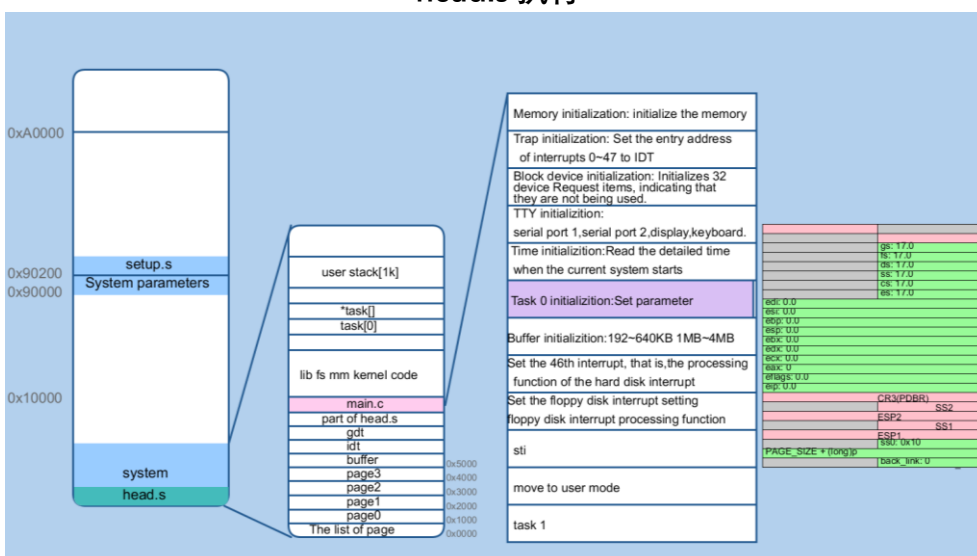 0xA0000
setup.s
0x90200
System parameters
0x90000
0x10000
system
head.s
user stack[1k]
*task[]
task[0]
lib fs mm kernel code
main.c
part of head.s
gdt
idt
buffer
0x5000
page3
0x4000
page2
0x3000
page1
0x2000
page0
0x1000
The list of page
0x0000
Memory initialization: initialize the memory
Trap initialization: Set the entry address
of interrupts 0~47 to IDT
Block device initialization: Initializes 32
device Request items, indicating that
they are not being used.
TTY initializition:
serial port 1,serial port 2,display,keyboard.
Time initializition:Read the detailed time
when the current system starts
Task 0 initializition:Set parameter
Buffer initializition:192~640KB 1MB~4MB
Set the 46th interrupt, that is,the processing
function of the hard disk interrupt
Set the floppy disk interrupt setting
floppy disk interrupt processing function
sti
move to user mode
task 1
gs: 17.0
fs: 17.0
ds: 17.0
ss: 17.0
cs: 17.0
es: 17.0
edi: 0.0
esi: 0.0
ebp: 0.0
esp: 0.0
ebx: 0.0
edx: 0.0
ecx: 0.0
eax: 0
eflags: 0.0
eip: 0.0
CR3(PDBR)
SS2
ESP2
SS1
ESP1
ss0: 0x10
PAGE_SIZE + (long)p
back_link: 0